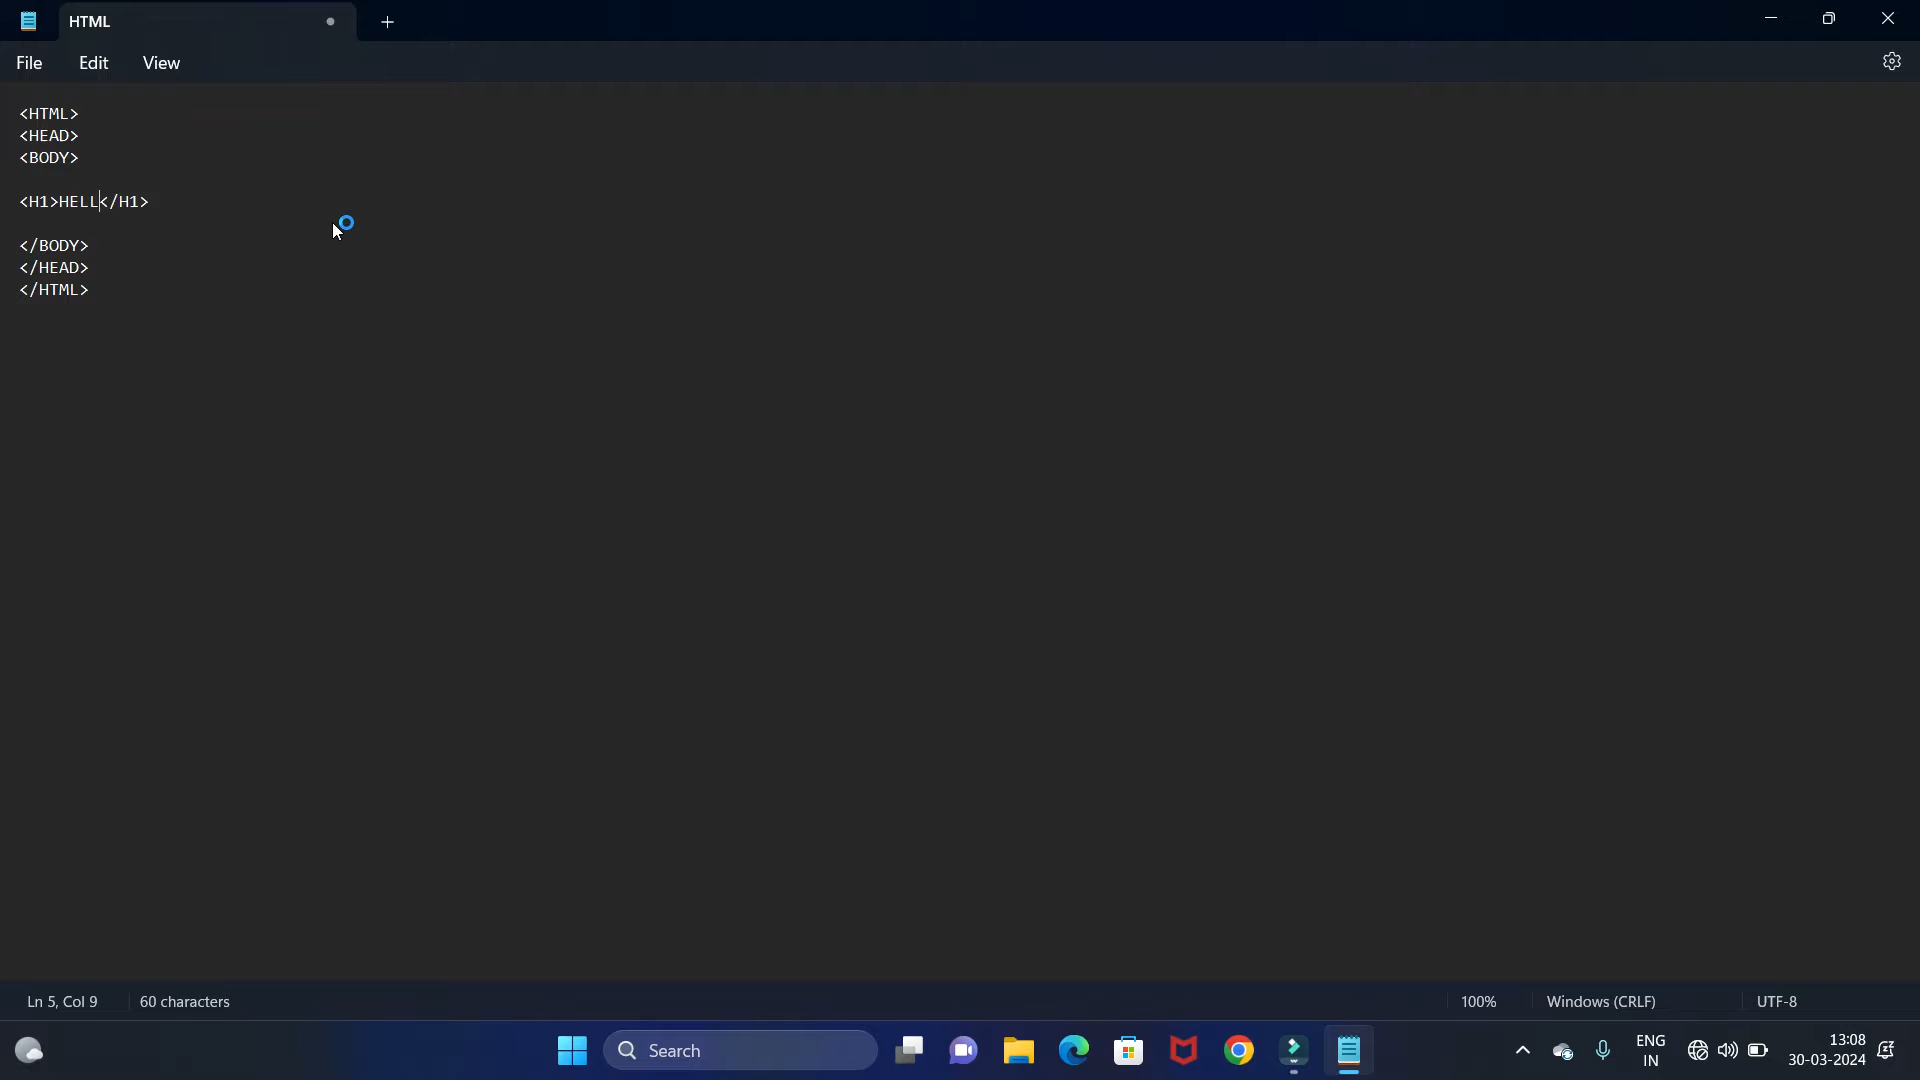 HTML
File Edit View
<HTML>
<HEAD>
<BODY>
<H1>HELL</H1>
</BODY>
</HEAD>
</HTML>
Ln 5, Col 9 60 characters 100% Windows (CRLF) UTF-8
Search
ENG
IN
13:08
30-03-2024